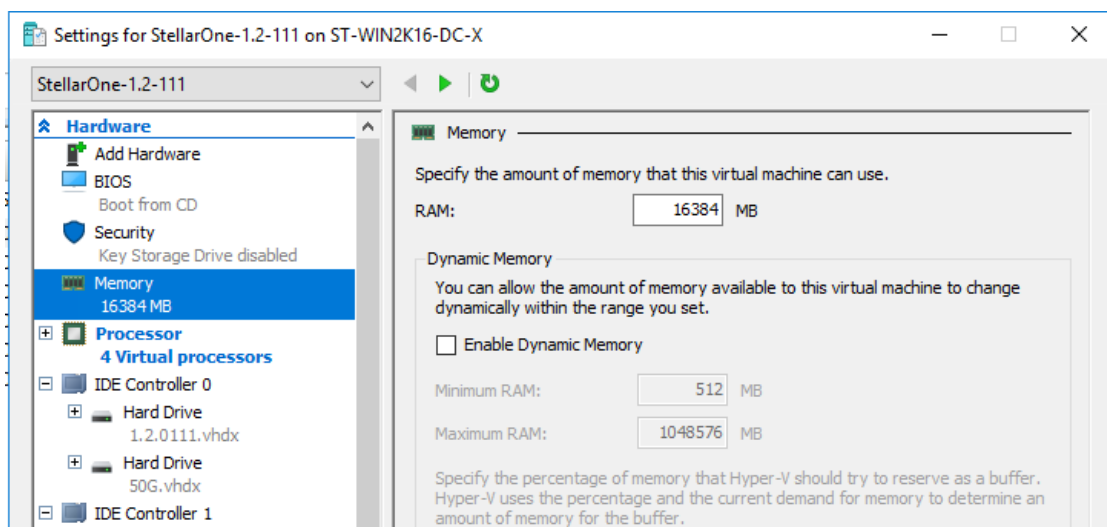 Settings for StellarOne-1.2-111 on ST-WIN2K16-DC-X
StellarOne-1.2-111
Hardware
Add Hardware
BIOS
Boot from CD
Security
Key Storage Drive disabled
Memory
16384 MB
Processor
4 Virtual processors
IDE Controller 0
Hard Drive
1.2.0111.vhdx
Hard Drive
50G.vhdx
IDE Controller 1
Memory
Specify the amount of memory that this virtual machine can use.
RAM: 16384 MB
Dynamic Memory
You can allow the amount of memory available to this virtual machine to change
dynamically within the range you set.
Enable Dynamic Memory
Minimum RAM: 512 MB
Maximum RAM: 1048576 MB
Specify the percentage of memory that Hyper-V should try to reserve as a buffer.
Hyper-V uses the percentage and the current demand for memory to determine an
amount of memory for the buffer.